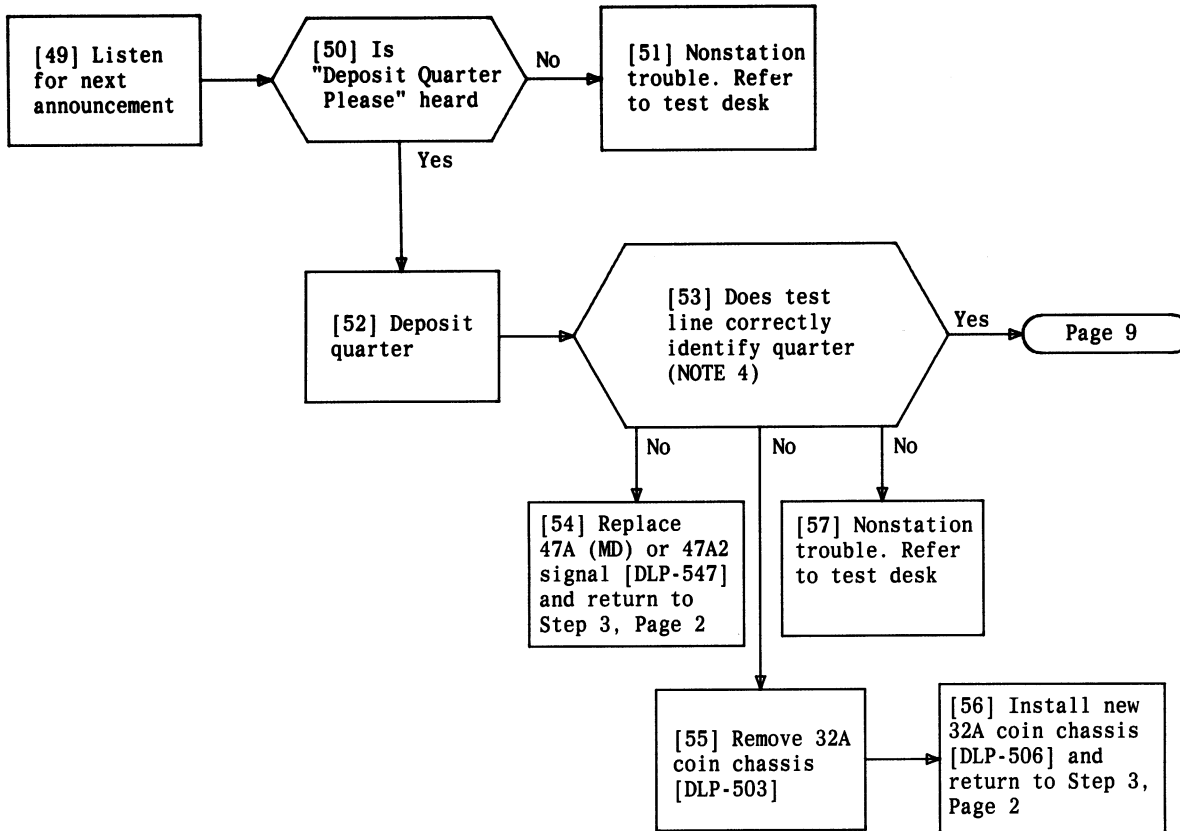 [49] Listen
for next
announcement
[50] Is
"Deposit Quarter
Please" heard
No
[51] Nonstation
trouble. Refer
to test desk
Yes
[52] Deposit
quarter
[53] Does test
line correctly
identify quarter
(NOTE 4)
Yes
Page 9
No
No
No
[54] Replace
47A (MD) or 47A2
signal [DLP-547]
and return to
Step 3, Page 2
[57] Nonstation
trouble. Refer
to test desk
[55] Remove 32A
coin chassis
[DLP-503]
[56] Install new
32A coin chassis
[DLP-506] and
return to Step 3,
Page 2